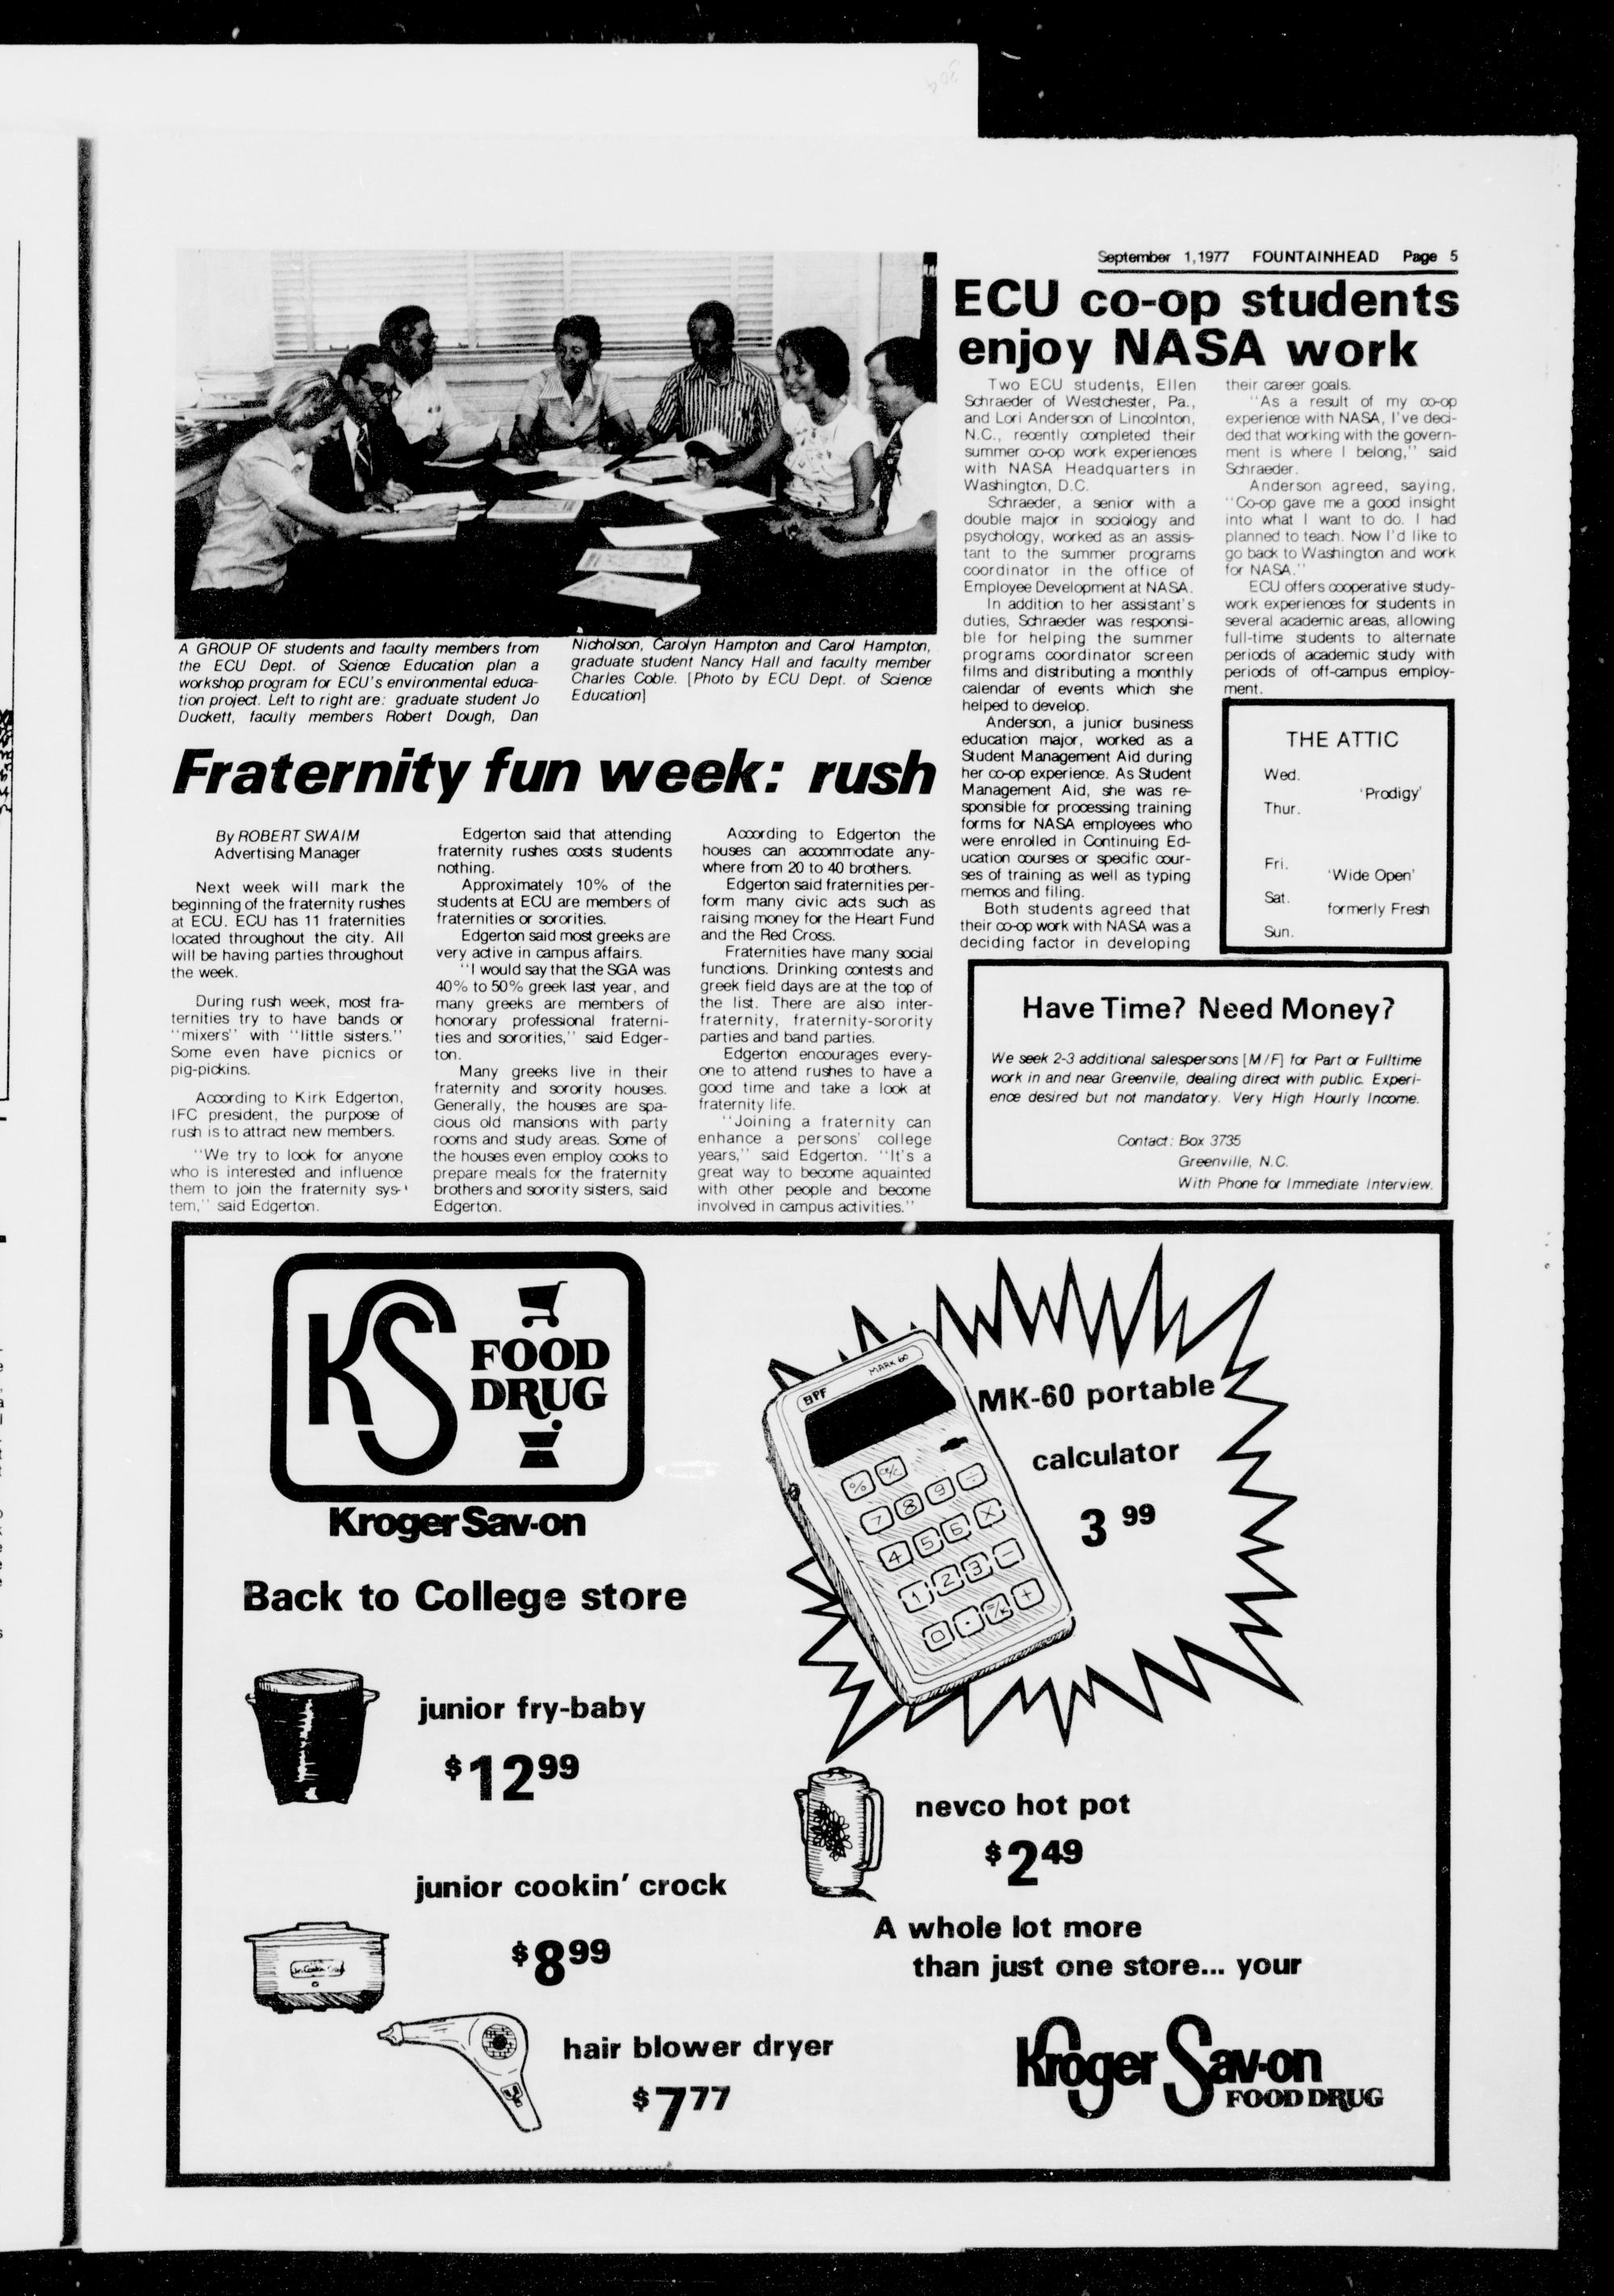 September 1,1977 FOUNTAINHEAD Page 5
A GROUP OF students and faculty members from
the ECU Dept. of Science Education plan a
workshop program for ECU's environmental educa-
tion project. Left to right are: graduate student Jo
Duckett, faculty members Robert Dough, Dan
Nicholson, Carolyn Hampton and Carol Hampton,
graduate student Nancy Hall and faculty member
Charles Coble. [Photo by ECU Dept. of Science
Education]
Fraternity fun week: rush
By ROBERT SWAIM
Advertising Manager
Next week will mark the
beginning of the fraternity rushes
at ECU. ECU has 11 fraternities
located throughout the city. All
will be having parties throughout
the week.
During rush week, most fra-
ternities try to have bands or
"mixers" with "little sisters."
Some even have picnics or
pig-pickins.
According to Kirk Edgerton,
IFC president, the purpose of
rush is to attract new members.
"We try to look for anyone
who is interested and influence
them to join the fraternity sys-
tem," said Edgerton.
Edgerton said that attending
fraternity rushes costs students
nothing.
Approximately 10% of the
students at ECU are members of
fraternities or sororities.
Edgerton said most greeks are
very active in campus affairs.
"I would say that the SGA was
40% to 50% greek last year, and
many greeks are members of
honorary professional fraterni-
ties and sororities," said Edger-
ton.
Many greeks live in their
fraternity and sorority houses.
Generally, the houses are spa-
cious old mansions with party
rooms and study areas. Some of
the houses even employ cooks to
prepare meals for the fraternity
brothers and sorority sisters, said
Edgerton.
According to Edgerton the
houses can accommodate any-
where from 20 to 40 brothers.
Edgerton said fraternities per-
form many civic acts such as
raising money for the Heart Fund
and the Red Cross.
Fraternities have many social
functions. Drinking contests and
greek field days are at the top of
the list. There are also inter-
fraternity, fraternity-sorority
parties and band parties.
Edgerton encourages every-
one to attend rushes to have a
good time and take a look at
fraternity life.
"Joining a fraternity can
enhance a persons' college
years," said Edgerton. "It's a
great way to become aquainted
with other people and become
involved in campus activities."
ECU co-op students
enjoy NASA work
Two ECU students, Ellen
Schraeder of Westchester, Pa.,
and Lori Anderson of Lincolnton,
N.C., recently completed their
summer co-op work experiences
with NASA Headquarters in
Washington, D.C.
Schraeder, a senior with a
double major in sociology and
psychology, worked as an assis-
tant to the summer programs
coordinator in the office of
Employee Development at NASA.
In addition to her assistant's
duties, Schraeder was responsi-
ble for helping the summer
programs coordinator screen
films and distributing a monthly
calendar of events which she
helped to develop.
Anderson, a junior business
education major, worked as a
Student Management Aid during
her co-op experience. As Student
Management Aid, she was re-
sponsible for processing training
forms for NASA employees who
were enrolled in Continuing Ed-
ucation courses or specific cour-
ses of training as well as typing
memos and filing.
Both students agreed that
their co-op work with NASA was a
deciding factor in developing
their career goals.
"As a result of my co-op
experience with NASA, I've deci-
ded that working with the govern-
ment is where I belong," said
Schraeder.
Anderson agreed, saying,
"Co-op gave me a good insight
into what I want to do. I had
planned to teach. Now I'd like to
go back to Washington and work
for NASA."
ECU offers cooperative study-
work experiences for students in
several academic areas, allowing
full-time students to alternate
periods of academic study with
periods of off-campus employ-
ment.
THE ATTIC
Wed.
'Prodigy'
Thur.
Fri.
'Wide Open'
Sat.
formerly Fresh
Sun.
Have Time? Need Money?
We seek 2-3 additional salespersons [M/F] for Part or Fulltime
work in and near Greenvile, dealing direct with public. Experi-
ence desired but not mandatory. Very High Hourly Income.
Contact: Box 3735
Greenville, N.C.
With Phone for Immediate Interview.
KS FOOD
DRUG
Kroger Sav-on
Back to College store
junior fry-baby
$12 99
junior cookin' crock
$8 99
hair blower dryer
$7 77
BPF MARK 60
%
7 8 9 ÷
4 5 6 X
1 2 3 -
0 . +
MK-60 portable
calculator
3 99
nevco hot pot
$2 49
A whole lot more
than just one store... your
Kroger Sav-on
FOOD DRUG